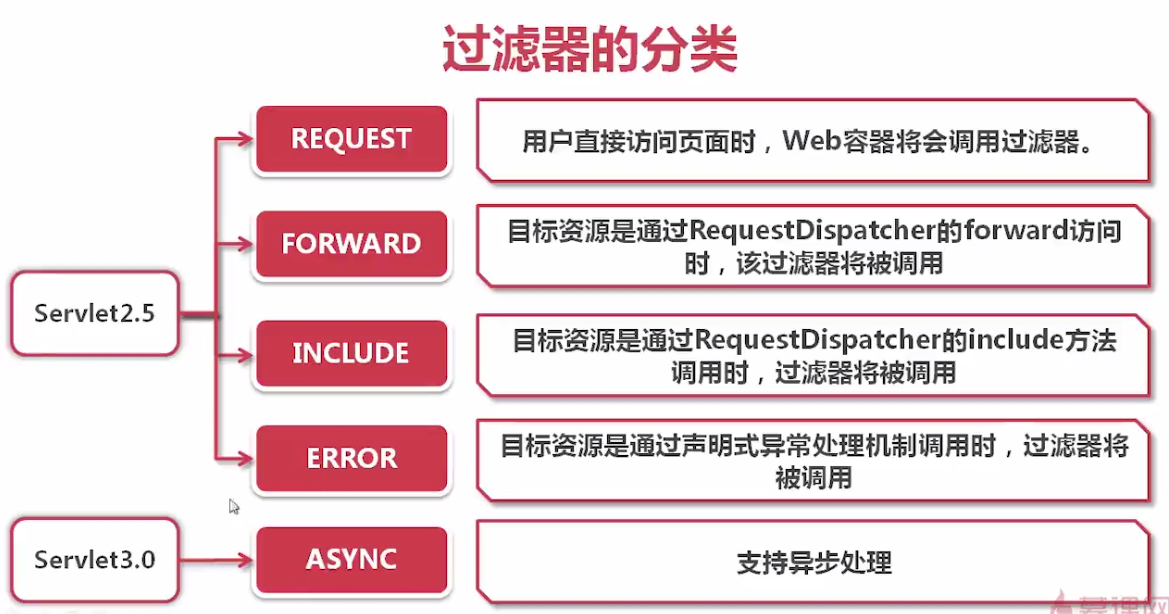 过滤器的分类
Servlet2.5
REQUEST
用户直接访问页面时，Web容器将会调用过滤器。
FORWARD
目标资源是通过RequestDispatcher的forward访问
时，该过滤器将被调用
INCLUDE
目标资源是通过RequestDispatcher的include方法
调用时，过滤器将被调用
ERROR
目标资源是通过声明式异常处理机制调用时，过滤器将
被调用
Servlet3.0
ASYNC
支持异步处理